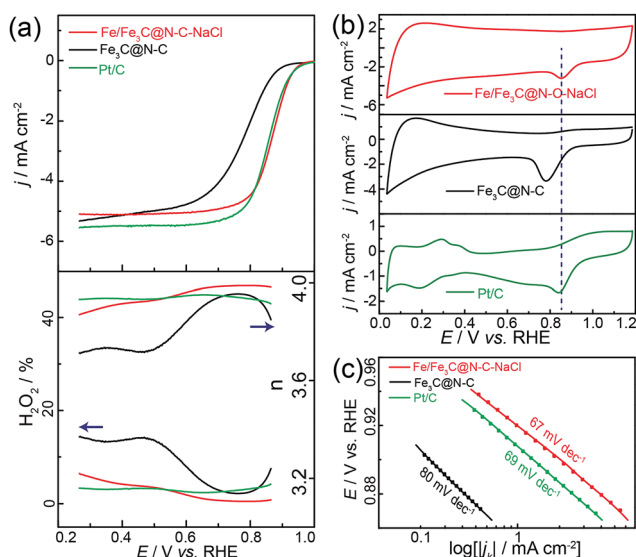 (a)
Fe/Fe₃C@N-C-NaCl
Fe₃C@N-C
Pt/C
j / mA cm⁻²
0
-2
-4
-6
4.0
3.6
3.2
n
H₂O₂ / %
40
20
0
0.2 0.4 0.6 0.8 1.0
E / V vs. RHE
(b)
j / mA cm⁻²
2
-2
-6
Fe/Fe₃C@N-O-NaCl
j / mA cm⁻²
2
0
-2
-4
Fe₃C@N-C
j / mA cm⁻²
2
1
0
-1
2
Pt/C
0.0 0.2 0.4 0.6 0.8 1.0 1.2
E / V vs. RHE
(c)
Fe/Fe₃C@N-C-NaCl
Fe₃C@N-C
Pt/C
E / V vs. RHE
0.96
0.92
0.88
67 mV dec⁻¹
69 mV dec⁻¹
80 mV dec⁻¹
0.1 1 10
log[|jₖ| / mA cm⁻²]